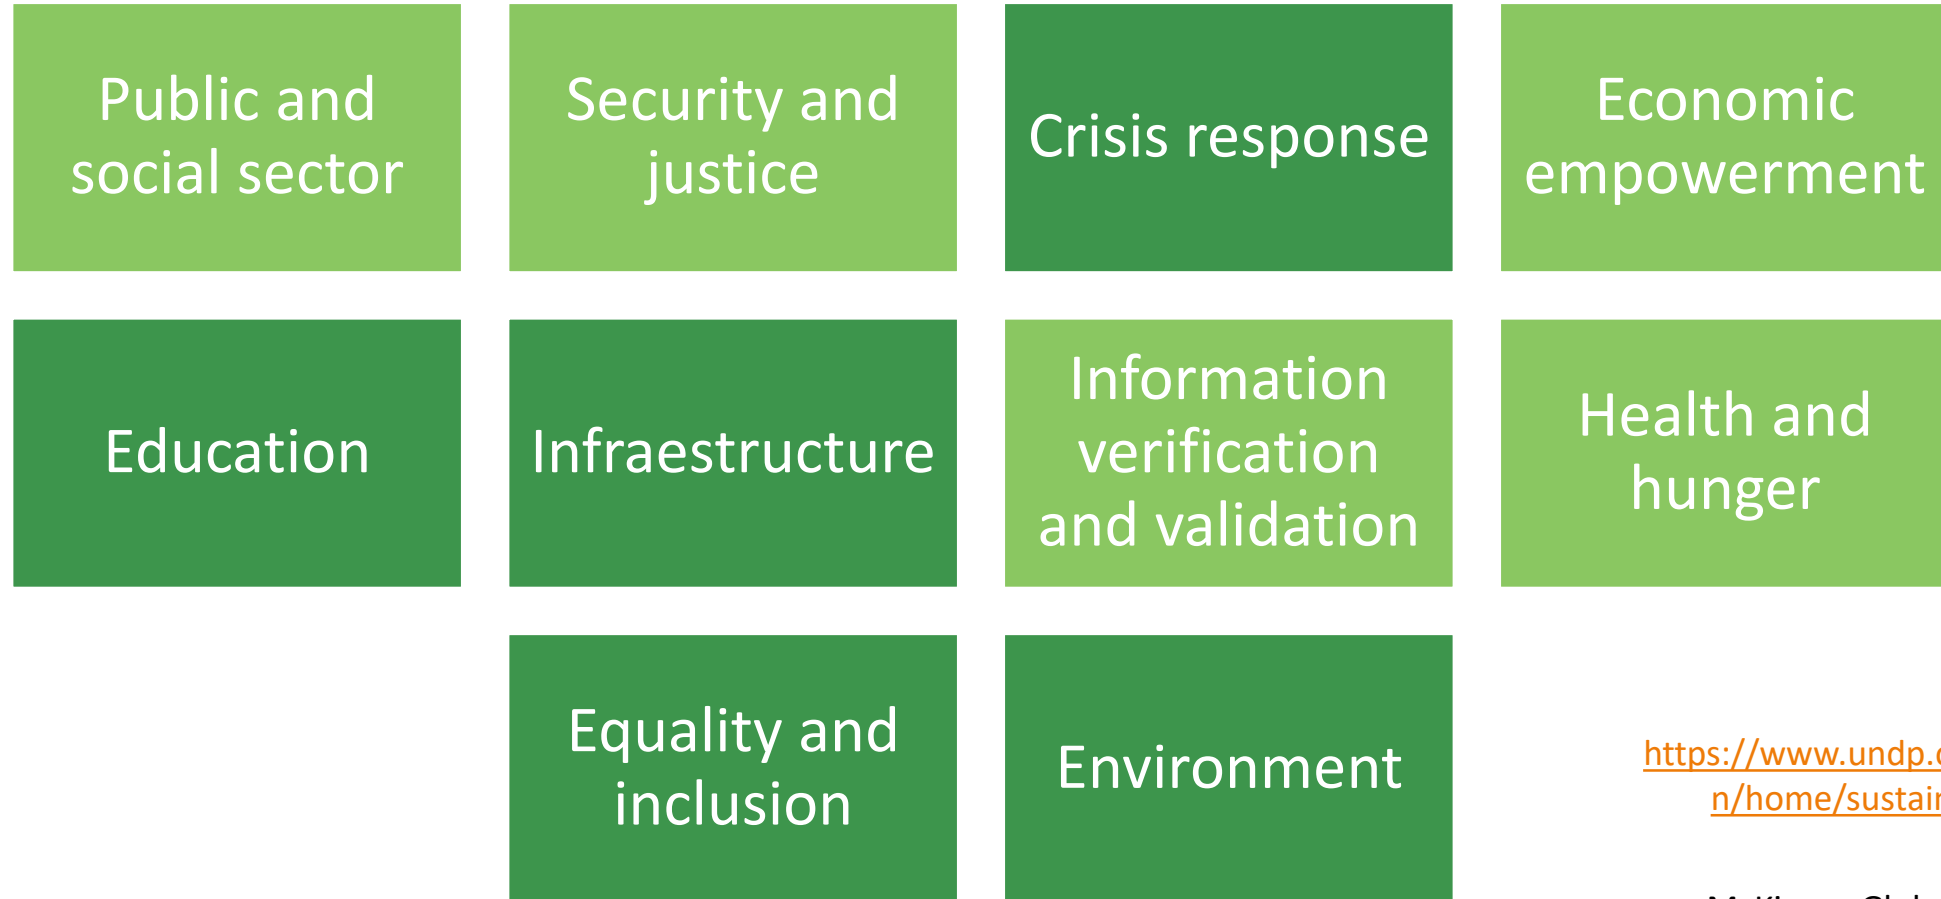 Public and
social sector
Security and
justice
Crisis response
Economic
empowerment
Education
Infraestructure
Information
verification
and validation
Health and
hunger
Equality and
inclusion
Environment
https://www.undp.
n/home/sustai